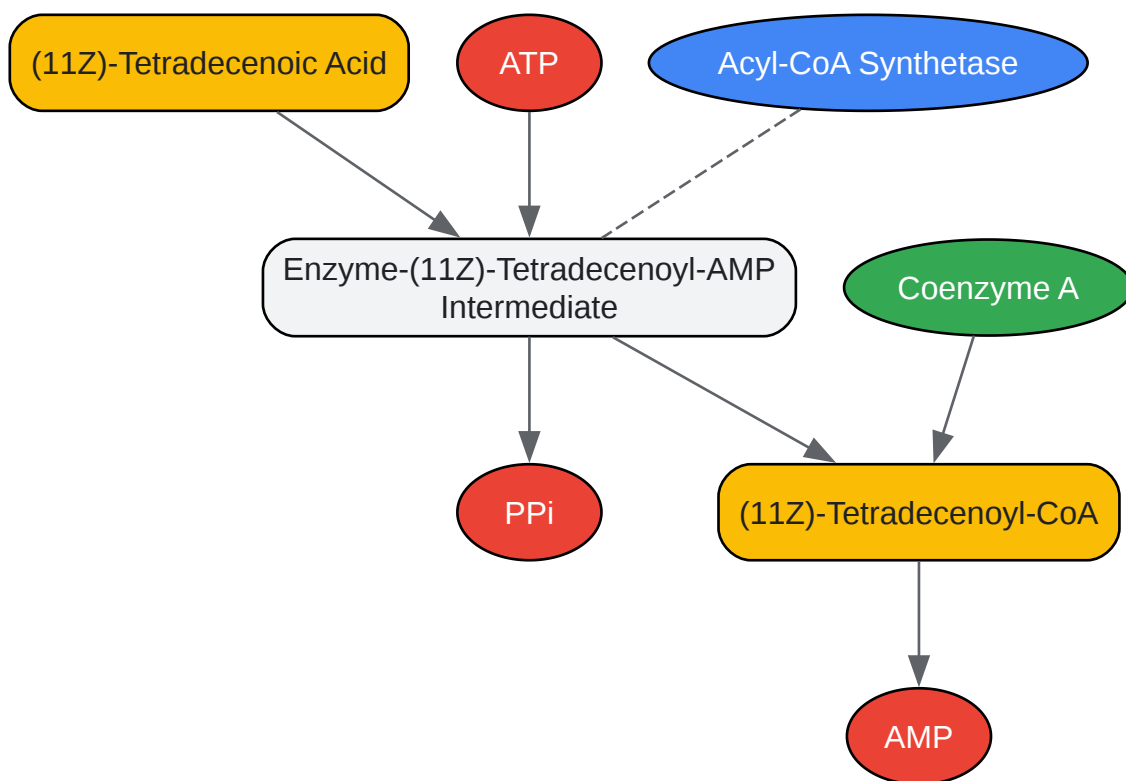 (11Z)-Tetradecenoic Acid
ATP
Acyl-CoA Synthetase
Enzyme-(11Z)-Tetradecenoyl-AMP
Intermediate
Coenzyme A
PPi
(11Z)-Tetradecenoyl-CoA
AMP